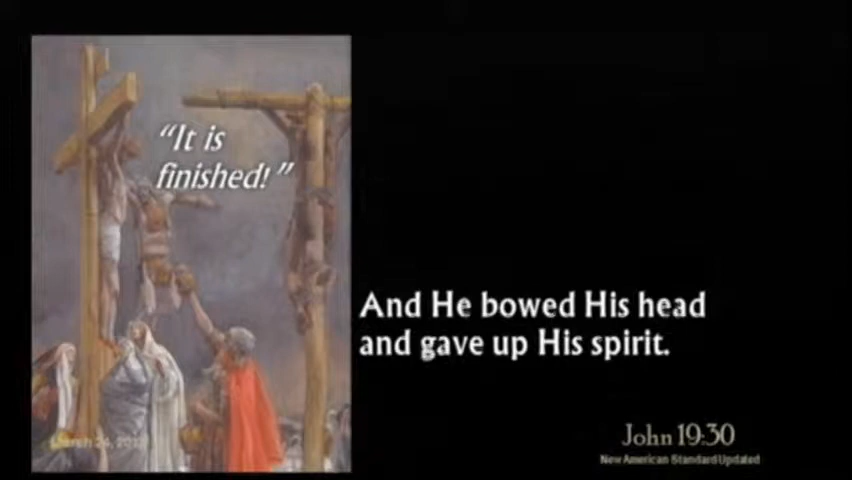 "It is
finished!"
And He bowed His head
and gave up His spirit.
John 19:30
New American Standard Updated